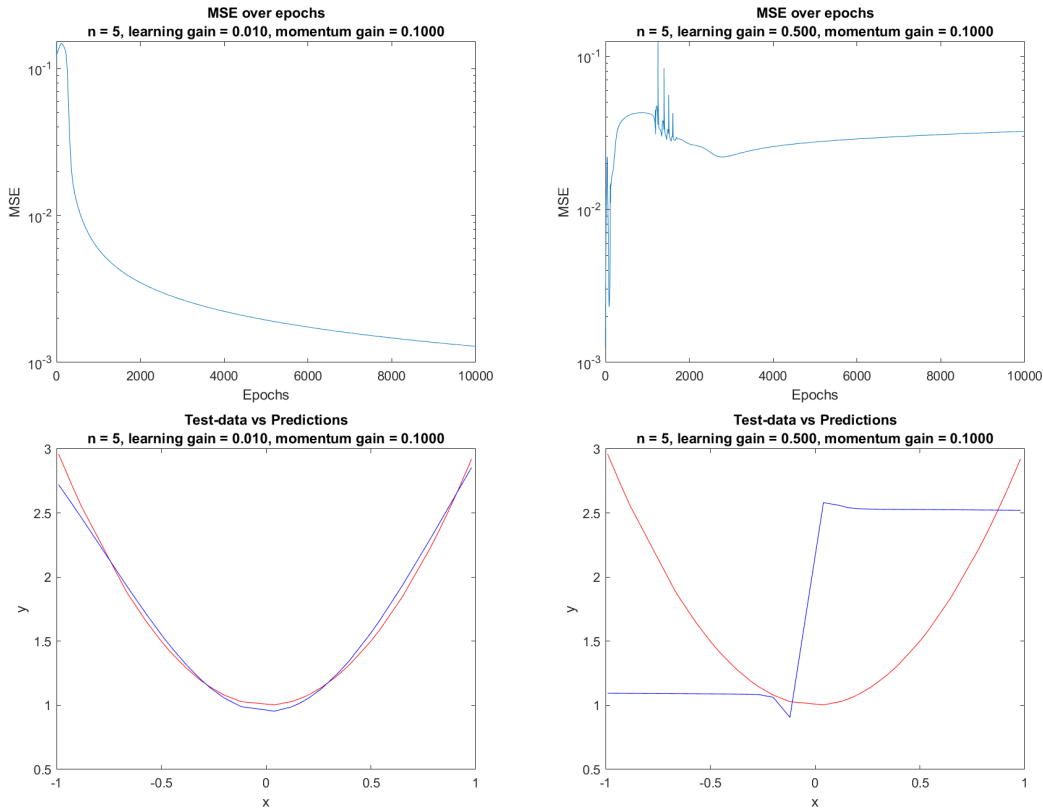 MSE over epochs
n = 5, learning gain = 0.010, momentum gain = 0.1000
10^-1
10^-2
10^-3
MSE
0 2000 4000 6000 8000 10000
Epochs
MSE over epochs
n = 5, learning gain = 0.500, momentum gain = 0.1000
10^-1
10^-2
10^-3
MSE
0 2000 4000 6000 8000 10000
Epochs
Test-data vs Predictions
n = 5, learning gain = 0.010, momentum gain = 0.1000
3
2.5
2
1.5
1
0.5
y
-1 -0.5 0 0.5 1
x
Test-data vs Predictions
n = 5, learning gain = 0.500, momentum gain = 0.1000
3
2.5
2
1.5
1
0.5
y
-1 -0.5 0 0.5 1
x